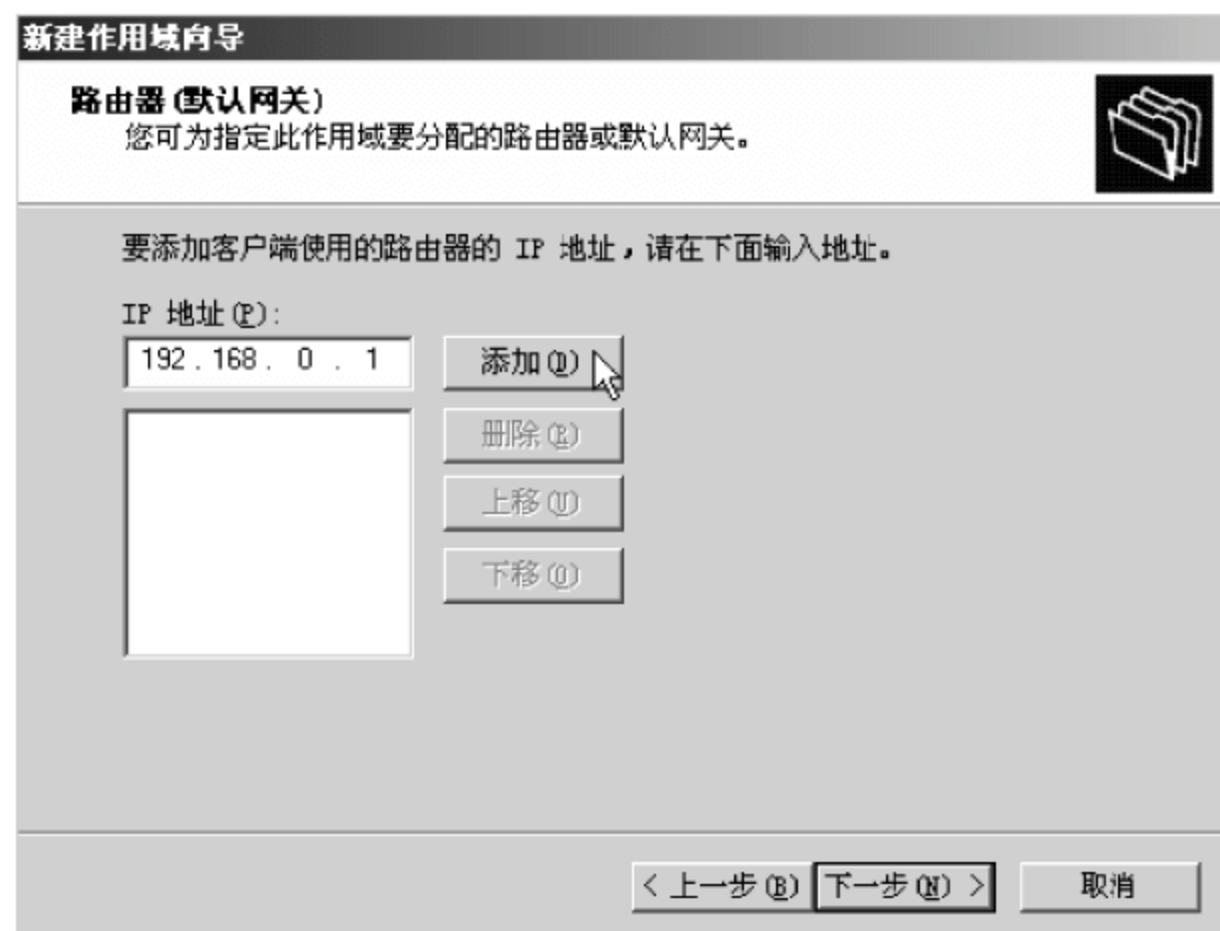 新建作用域向导
路由器(默认网关)
您可为指定此作用域要分配的路由器或默认网关。
要添加客户端使用的路由器的 IP 地址，请在下面输入地址。
IP 地址(P):
192.168. 0 . 1
添加(D)
删除(R)
上移(U)
下移(O)
< 上一步(B)
下一步(N) >
取消